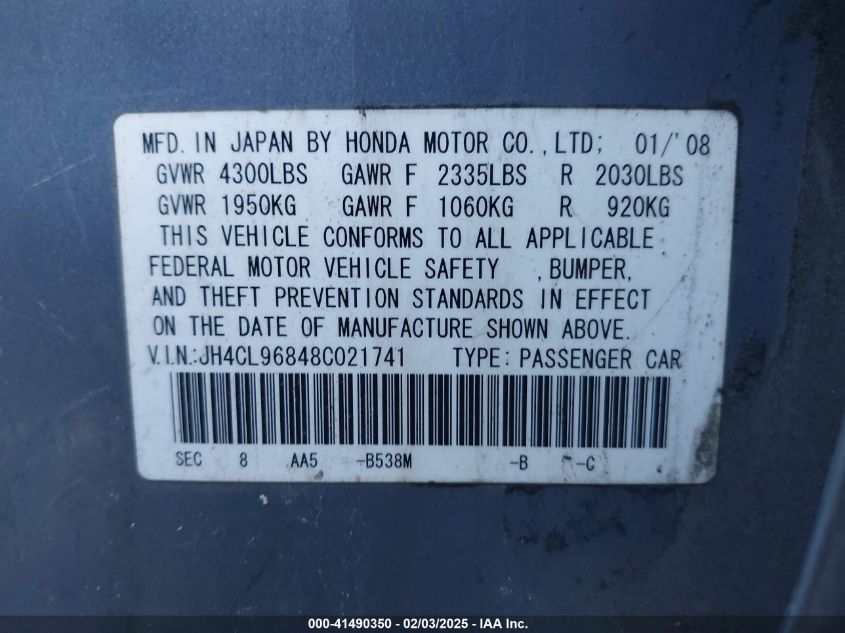 MFD. IN JAPAN BY HONDA MOTOR CO., LTD; 01/'08
GVWR 4300LBS GAWR F 2335LBS R 2030LBS
GVWR 1950KG GAWR F 1060KG R 920KG
THIS VEHICLE CONFORMS TO ALL APPLICABLE
FEDERAL MOTOR VEHICLE SAFETY , BUMPER,
AND THEFT PREVENTION STANDARDS IN EFFECT
ON THE DATE OF MANUFACTURE SHOWN ABOVE.
V.I.N.:JH4CL96848C021741 TYPE: PASSENGER CAR
SEC 8 AA5 -B538M -B -C
000-41490350 - 02/03/2025 - IAA Inc.